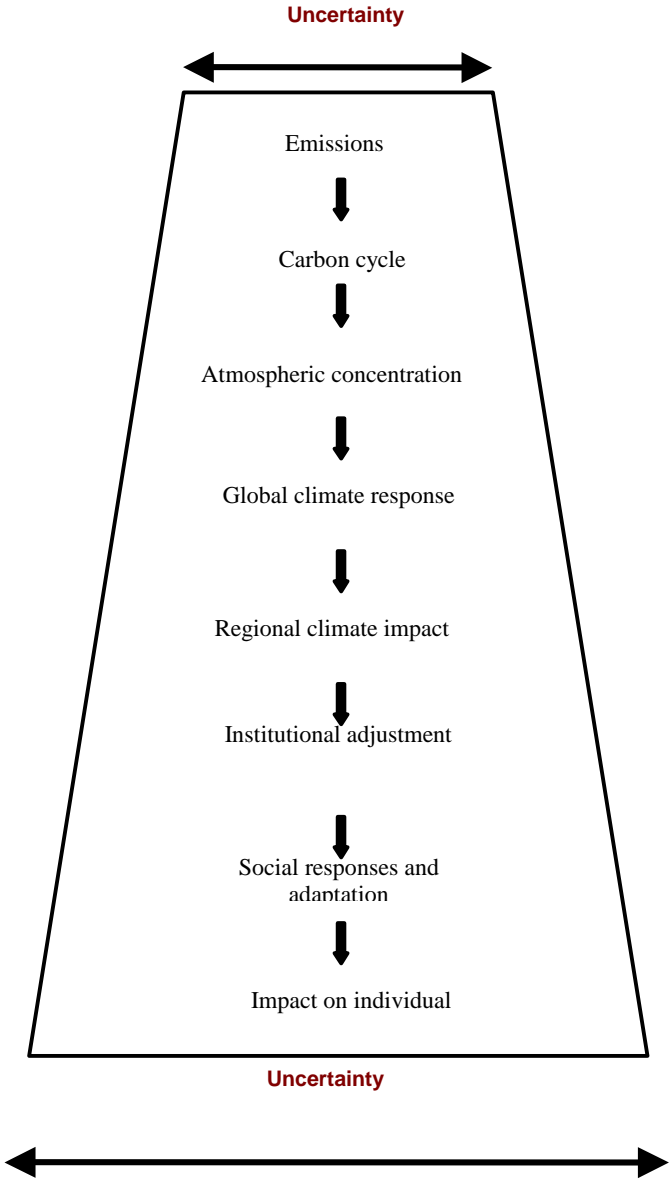 Uncertainty
Emissions
Carbon cycle
Atmospheric concentration
Global climate response
Regional climate impact
Institutional adjustment
Social responses and
adaptation
Impact on individual
Uncertainty